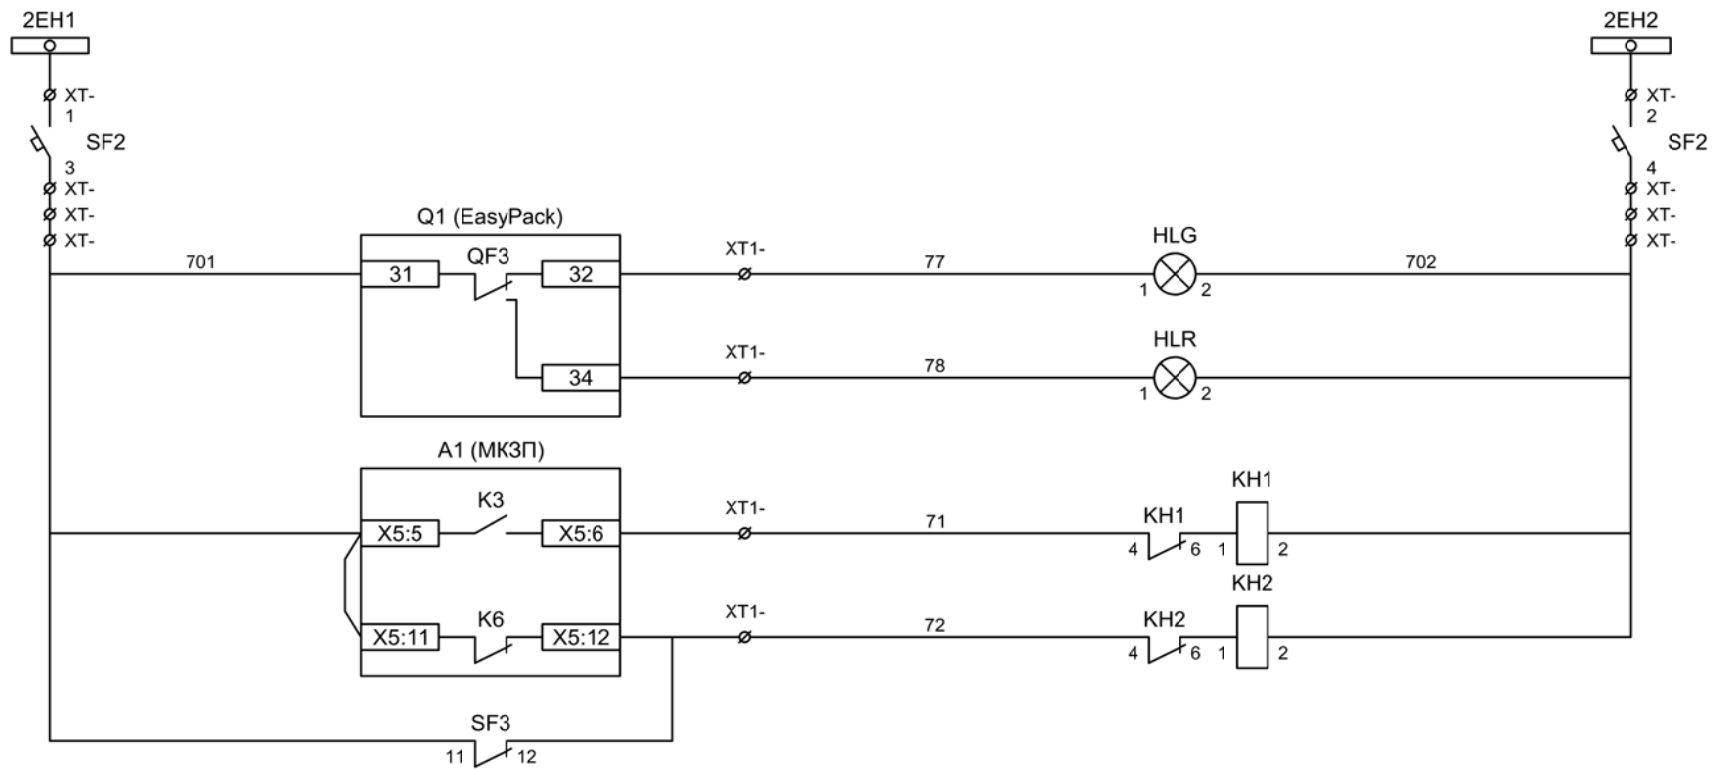 2EH1 2EH2
XT- XT-
1 2
SF2 SF2
3 4
XT- XT-
XT- XT-
XT- XT-
Q1 (EasyPack)
701 31 QF3 32 XT1- 77 HLG 702
1 2
34 XT1- 78 HLR
1 2
A1 (МКЗП)
X5:5 K3 X5:6 XT1- 71 KH1 KH1
4 6 1 2
X5:11 K6 X5:12 XT1- 72 KH2 KH2
4 6 1 2
SF3
11 12